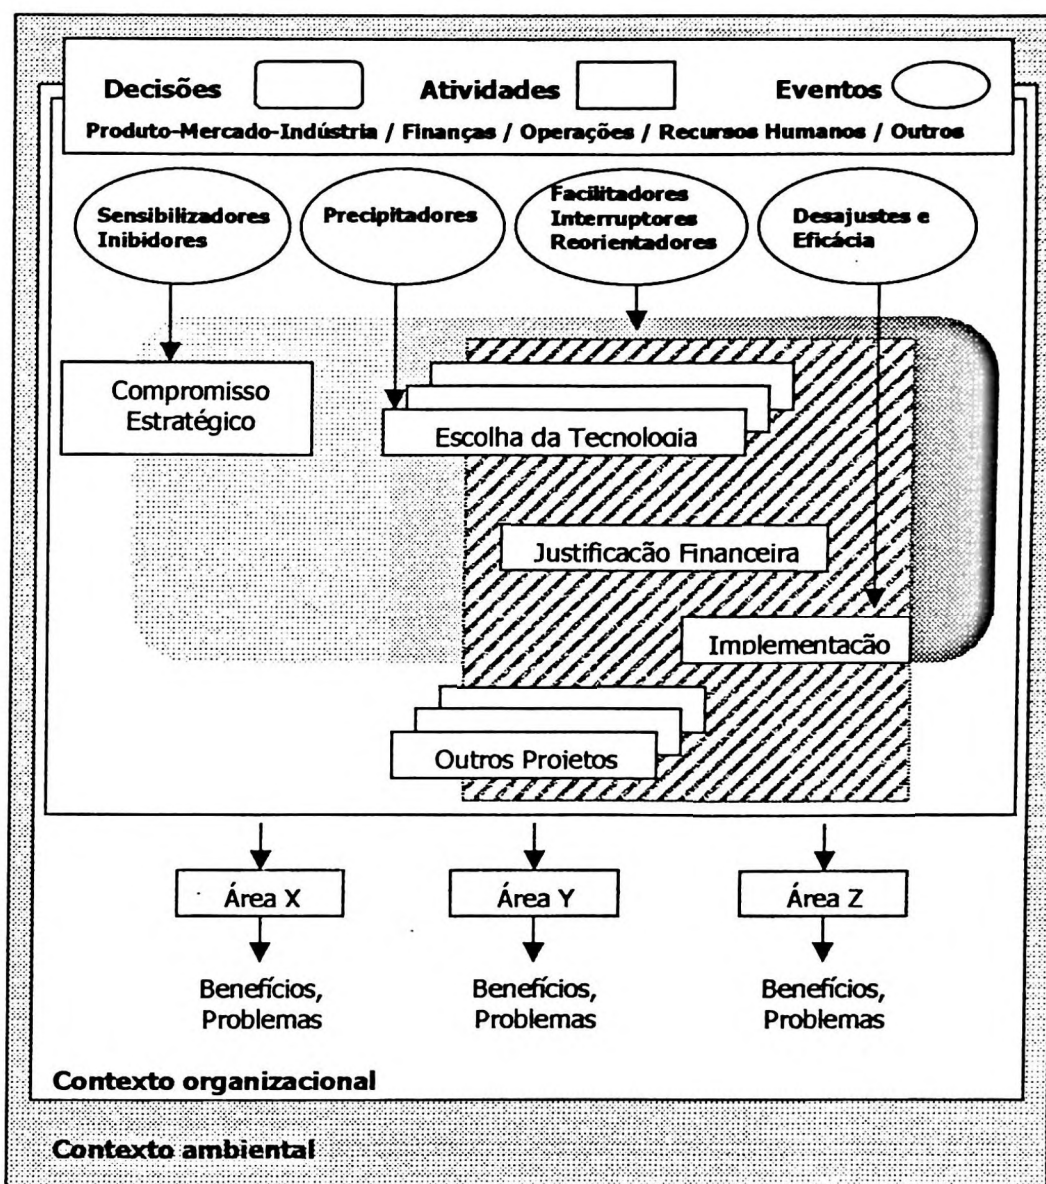 Decisões Atividades Eventos
Produto-Mercado-Indústria / Finanças / Operações / Recursos Humanos / Outros
Sensibilizadores
Inibidores
Precipitadores
Facilitadores
Interruptores
Reorientadores
Desajustes e
Eficácia
Compromisso
Estratégico
Escolha da Tecnologia
Justificação Financeira
Implementação
Outros Projetos
Área X
Área Y
Área Z
Benefícios,
Problemas
Benefícios,
Problemas
Benefícios,
Problemas
Contexto organizacional
Contexto ambiental